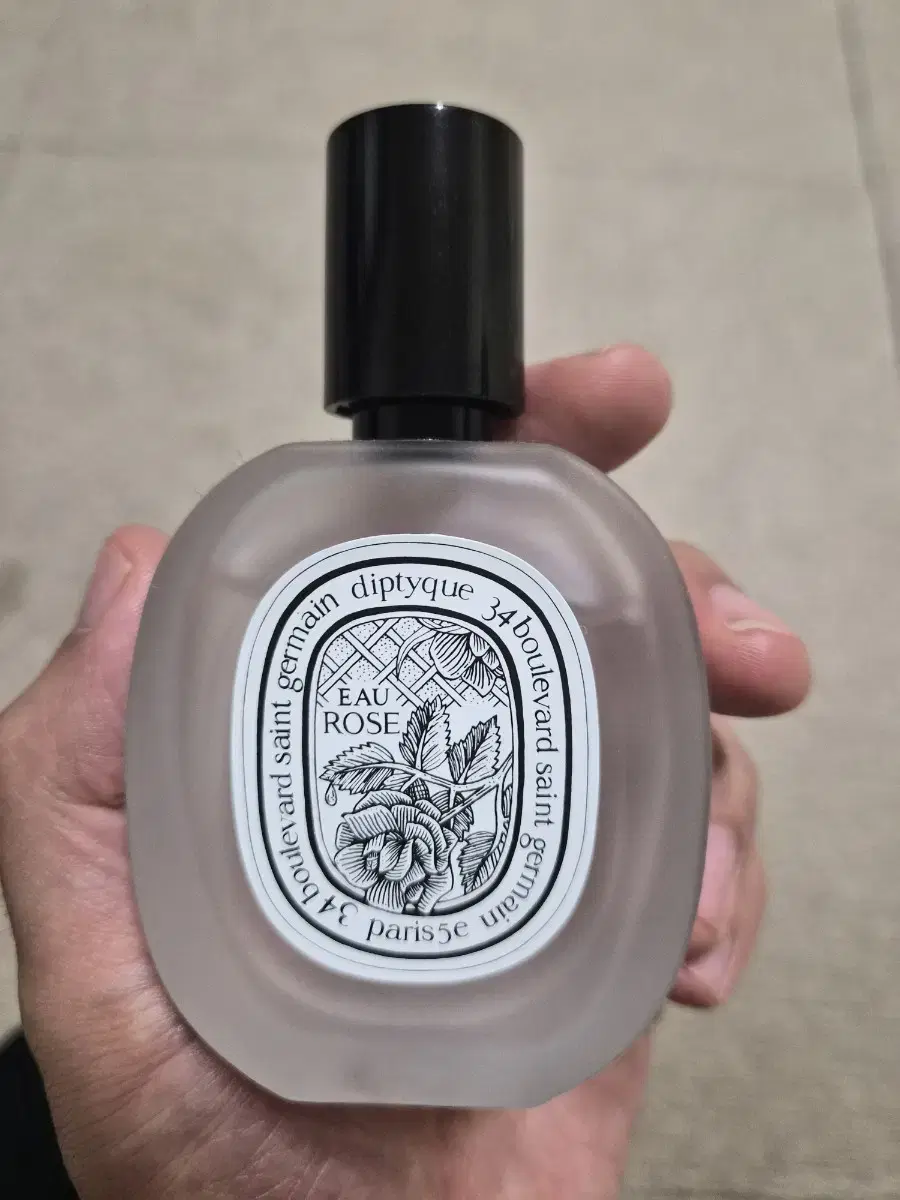 diptyque 34 boulevard saint germain paris 5e 34 boulevard saint germain
EAU
ROSE